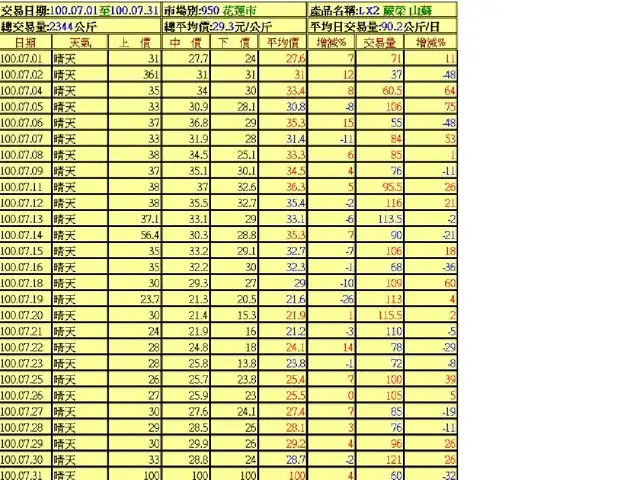 交易日期:100.07.01至100.07.31 市場別:950 花蓮市 產品名稱:LX2 蕨菜 山蘇
總交易量:2344公斤 總平均價:29.3元/公斤 平均日交易量:90.2公斤/日
日期 天氣 上 價 中 價 下 價 平均價 增減% 交易量 增減%
100.07.01 晴天 31 27.7 24 27.6 7 71 11
100.07.02 晴天 361 31 31 31 12 37 -48
100.07.04 晴天 35 34 30 33.4 8 60.5 64
100.07.05 晴天 33 30.9 28.1 30.8 -8 106 75
100.07.06 晴天 37 36.8 29 35.3 15 55 -48
100.07.07 晴天 33 31.9 28 31.4 -11 84 53
100.07.08 晴天 38 34.5 25.1 33.3 6 85 1
100.07.09 晴天 37 35.1 30.1 34.5 4 76 -11
100.07.11 晴天 38 37 32.6 36.3 5 95.5 26
100.07.12 晴天 38 35.5 32.7 35.4 -2 116 21
100.07.13 晴天 37.1 33.1 29 33.1 -6 113.5 -2
100.07.14 晴天 56.4 30.3 28.8 35.3 7 90 -21
100.07.15 晴天 35 33.2 29.1 32.7 -7 106 18
100.07.16 晴天 35 32.2 30 32.3 -1 68 -36
100.07.18 晴天 30 29.3 27 29 -10 109 60
100.07.19 晴天 23.7 21.3 20.5 21.6 -26 113 4
100.07.20 晴天 30 21.4 15.3 21.9 1 115.5 2
100.07.21 晴天 24 21.9 16 21.2 -3 110 -5
100.07.22 晴天 28 24.8 18 24.1 14 78 -29
100.07.23 晴天 28 25.8 13.8 23.8 -1 72 -8
100.07.25 晴天 26 25.7 23.8 25.4 7 100 39
100.07.26 晴天 27 25.9 23 25.5 0 105 5
100.07.27 晴天 30 27.6 24.1 27.4 7 85 -19
100.07.28 晴天 29 28.5 26 28.1 3 76 -11
100.07.29 晴天 30 29.9 26 29.2 4 96 26
100.07.30 晴天 33 28.8 24 28.7 -2 121 26
100.07.31 晴天 100 100 100 100 4 60 -32